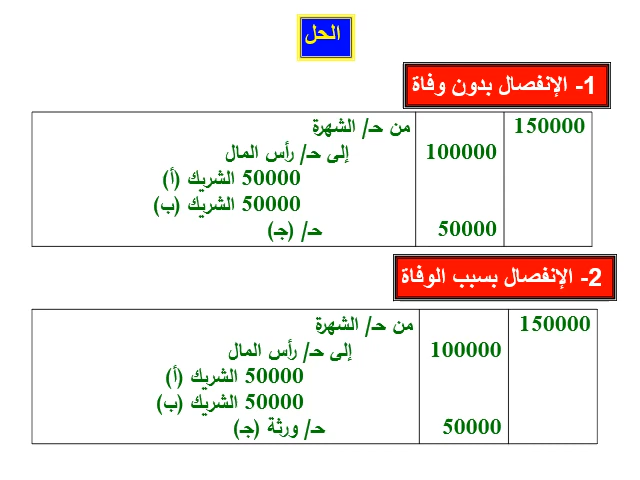 الحل
1- الإنفصال بدون وفاة
150000 من حـ/ الشهرة
100000 إلى حـ/ رأس المال
50000 الشريك (أ)
50000 الشريك (ب)
50000 حـ/ (جـ)
2- الإنفصال بسبب الوفاة
150000 من حـ/ الشهرة
100000 إلى حـ/ رأس المال
50000 الشريك (أ)
50000 الشريك (ب)
50000 حـ/ ورثة (جـ)